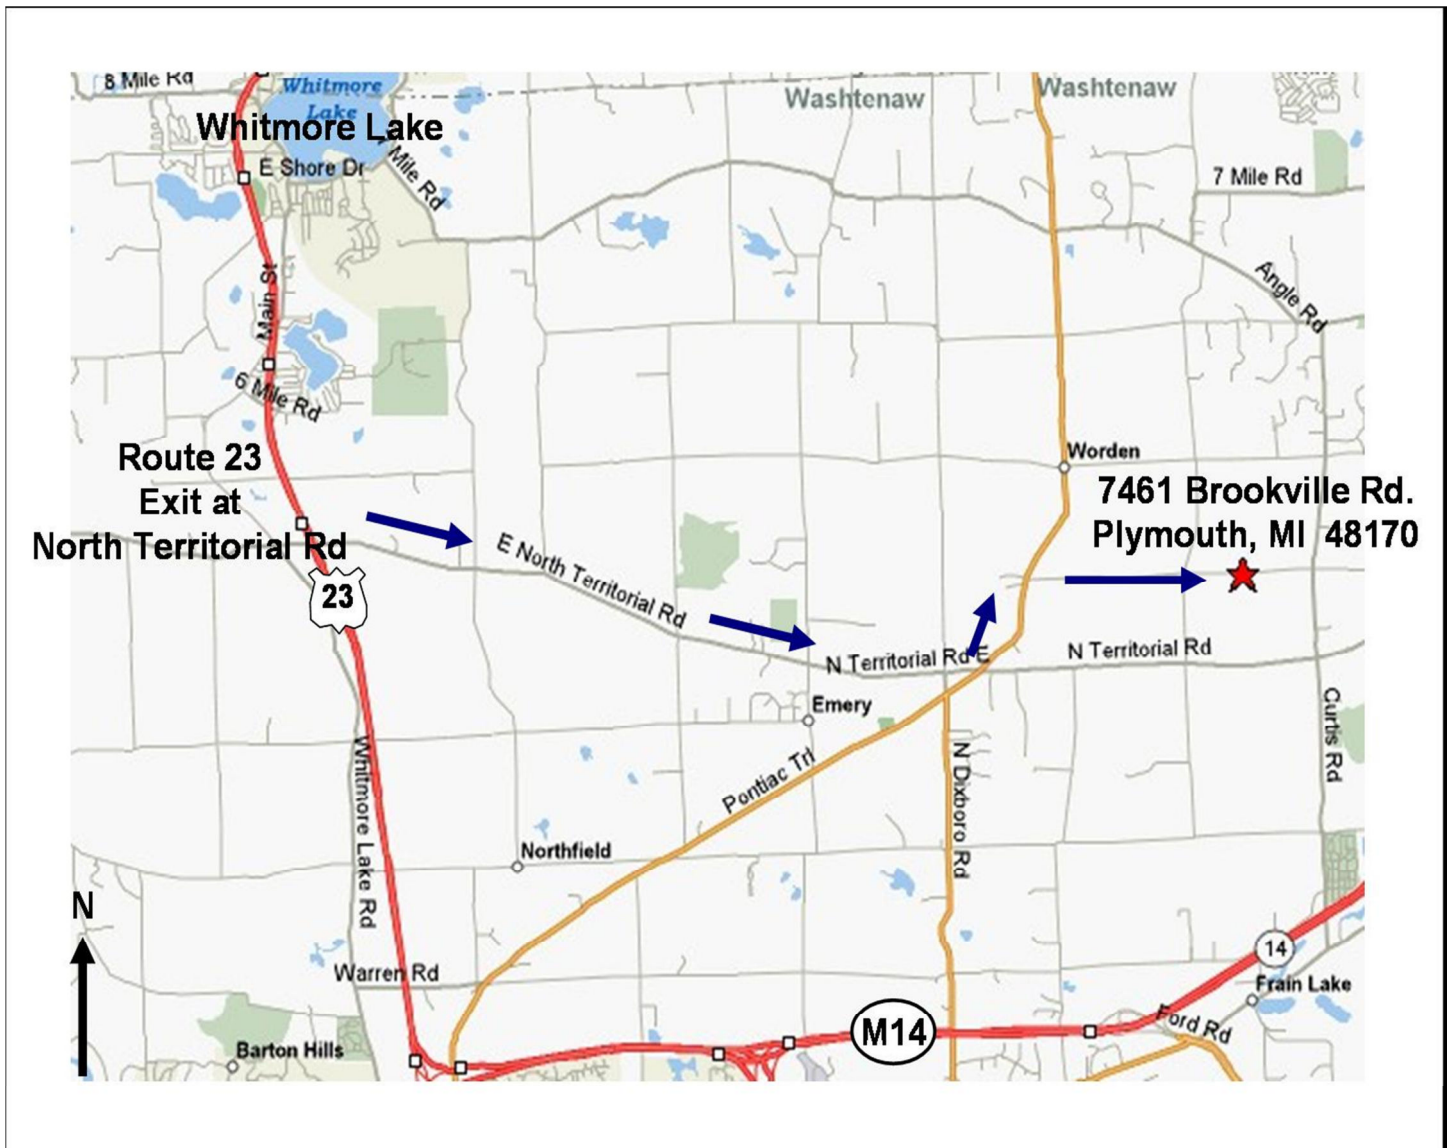 8 Mile Rd
Whitmore
Lake
Washtenaw
Washtenaw
Whitmore Lake
E Shore Dr
Mile Rd
7 Mile Rd
Main St
Angle Rd
6 Mile Rd
Route 23
Exit at
North Territorial Rd
Worden
7461 Brookville Rd.
Plymouth, MI 48170
E North Territorial Rd
23
N Territorial Rd E
N Territorial Rd
Emery
Curtis Rd
Pontiac Trl
N Dixboro Rd
Whitmore Lake Rd
Northfield
N
14
Warren Rd
Frain Lake
M14
Ford Rd
Barton Hills